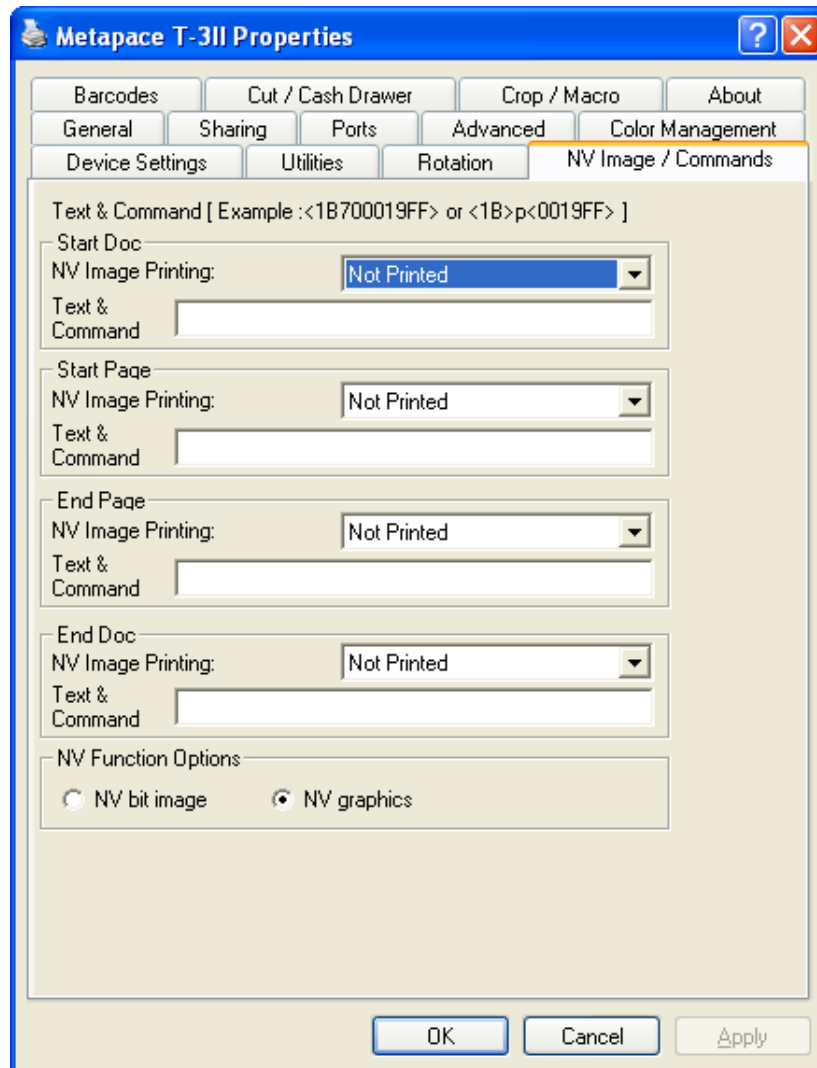 Metapace T-3II Properties
Barcodes Cut / Cash Drawer Crop / Macro About
General Sharing Ports Advanced Color Management
Device Settings Utilities Rotation NV Image / Commands
Text & Command [ Example :<1B700019FF> or <1B>p<0019FF> ]
Start Doc
NV Image Printing: Not Printed
Text &
Command
Start Page
NV Image Printing: Not Printed
Text &
Command
End Page
NV Image Printing: Not Printed
Text &
Command
End Doc
NV Image Printing: Not Printed
Text &
Command
NV Function Options
NV bit image NV graphics
OK Cancel Apply